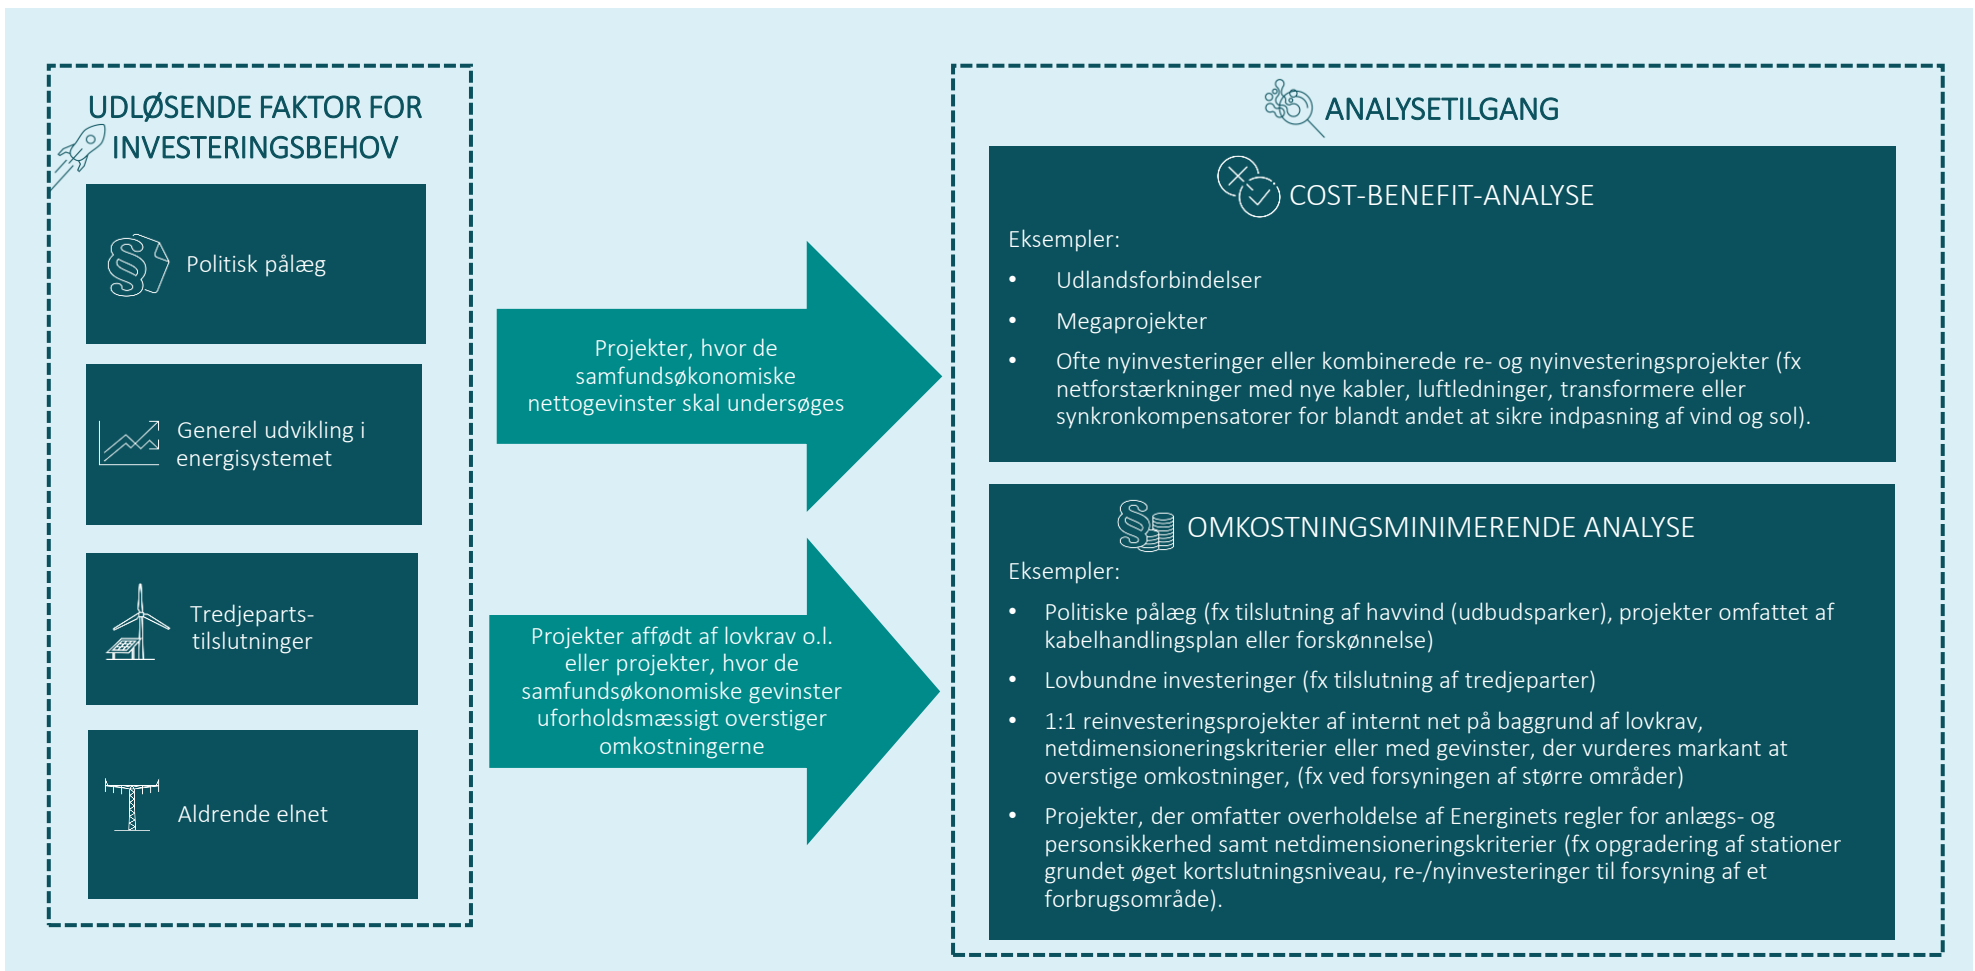 UDLØSENDE FAKTOR FOR
INVESTERINGSBEHOV
Politisk pålæg
Generel udvikling i
energisystemet
Tredjeparts-
tilslutninger
Aldrende elnet
Projekter, hvor de
samfundsøkonomiske
nettogevinster skal undersøges
Projekter affødt af lovkrav o.l.
eller projekter, hvor de
samfundsøkonomiske gevinster
uforholdsmæssigt overstiger
omkostningerne
ANALYSETILGANG
COST-BENEFIT-ANALYSE
Eksempler:
• Udlandsforbindelser
• Megaprojekter
• Ofte nyinvesteringer eller kombinerede re- og nyinvesteringsprojekter (fx
netforstærkninger med nye kabler, luftledninger, transformere eller
synkronkompensatorer for blandt andet at sikre indpasning af vind og sol).
OMKOSTNINGSMINIMERENDE ANALYSE
Eksempler:
• Politiske pålæg (fx tilslutning af havvind (udbudsparker), projekter omfattet af
kabelhandlingsplan eller forskønnelse)
• Lovbundne investeringer (fx tilslutning af tredjeparter)
• 1:1 reinvesteringsprojekter af internt net på baggrund af lovkrav,
netdimensioneringskriterier eller med gevinster, der vurderes markant at
overstige omkostninger, (fx ved forsyningen af større områder)
• Projekter, der omfatter overholdelse af Energinets regler for anlægs- og
personsikkerhed samt netdimensioneringskriterier (fx opgradering af stationer
grundet øget kortslutningsniveau, re-/nyinvesteringer til forsyning af et
forbrugsområde).